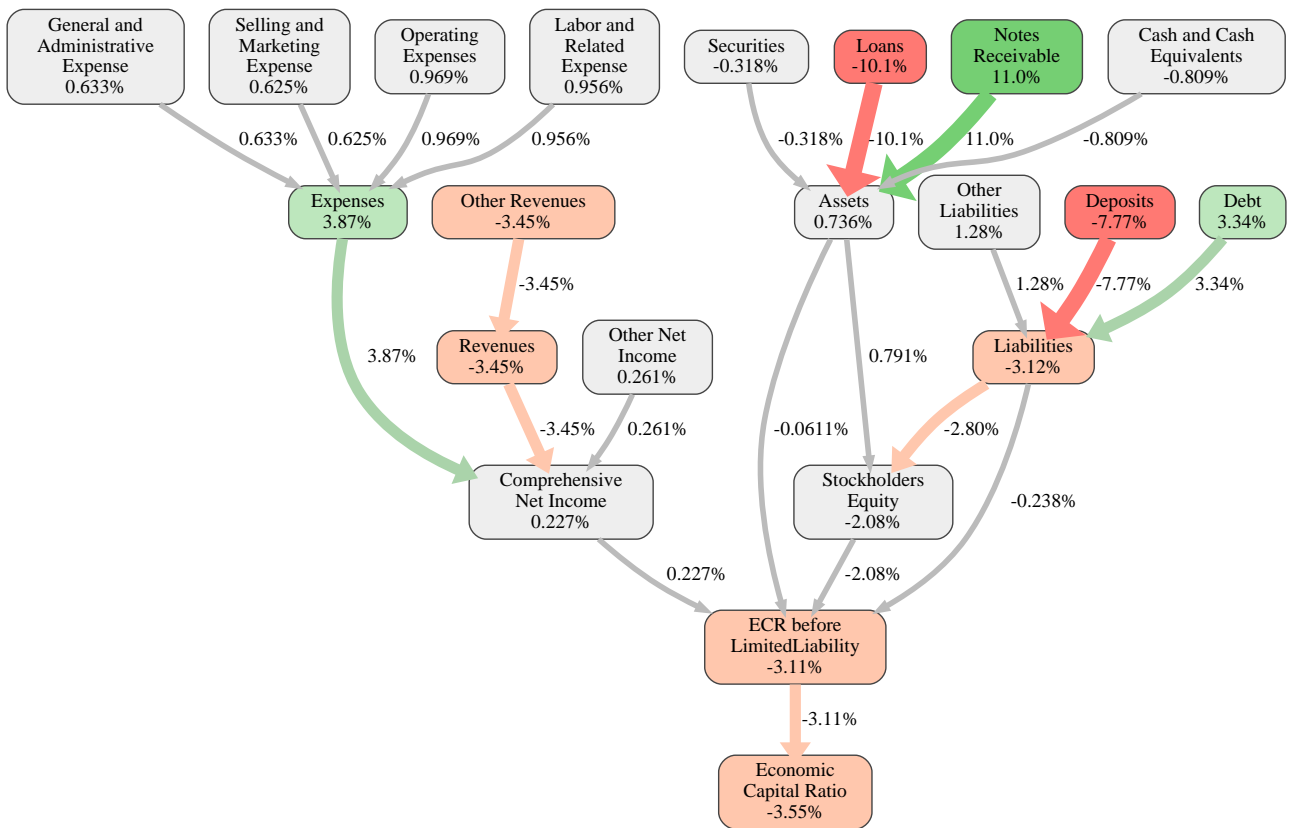 General and
Administrative
Expense
0.633%
Selling and
Marketing
Expense
0.625%
Operating
Expenses
0.969%
Labor and
Related
Expense
0.956%
Securities
-0.318%
Loans
-10.1%
Notes
Receivable
11.0%
Cash and Cash
Equivalents
-0.809%
0.633%
0.625%
0.969%
0.956%
-0.318%
-10.1%
11.0%
-0.809%
Expenses
3.87%
Other Revenues
-3.45%
Assets
0.736%
Other
Liabilities
1.28%
Deposits
-7.77%
Debt
3.34%
-3.45%
1.28%
-7.77%
3.34%
3.87%
Revenues
-3.45%
Other Net
Income
0.261%
0.791%
Liabilities
-3.12%
-3.45%
0.261%
-0.0611%
-2.80%
Comprehensive
Net Income
0.227%
Stockholders
Equity
-2.08%
-0.238%
0.227%
-2.08%
ECR before
LimitedLiability
-3.11%
-3.11%
Economic
Capital Ratio
-3.55%